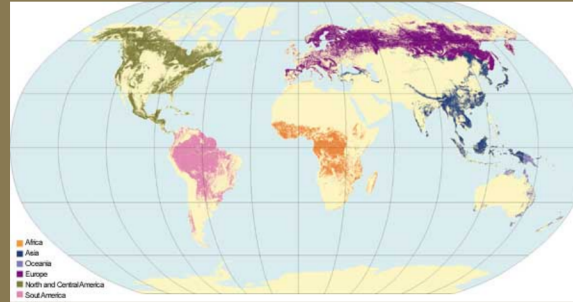 Africa
Asia
Oceania
Europe
North and Central America
Sout America